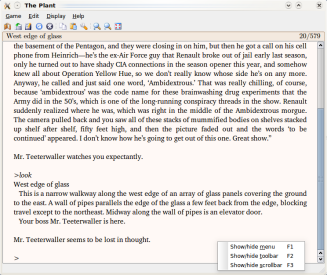 The Plant
Game Edit Display Help
West edge of glass 20/579
the basement of the Pentagon, and they were closing in on him, but then he got a call on his cell
phone from Heinrich—he's the ex-Air Force guy that Renault broke out of jail early last season,
only he turned out to have shady CIA connections in the season opener this year, and somehow
knew all about Operation Yellow Hue, so we don't really know whose side he's on any more.
Anyway, he called and just said one word, 'Ambidextrous.' That was really chilling, of course,
because 'ambidextrous' was the code name for these brainwashing drug experiments that the
Army did in the 50's, which is one of the long-running conspiracy threads in the show. Renault
suddenly realized where he was, which was right in the middle of the Ambidextrous morgue.
The camera pulled back and you saw all of these stacks of mummified bodies on shelves stacked
up shelf after shelf, fifty feet high, and then the picture faded out and the words 'to be
continued' appeared. I don't know how he's going to get out of this one. Great show."
Mr. Teeterwaller watches you expectantly.
>look
West edge of glass
This is a narrow walkway along the west edge of an array of glass panels covering the ground
to the east. A wall of pipes parallels the edge of the glass a few feet back from the edge, blocking
travel except to the northeast. Midway along the wall of pipes is an elevator door.
Your boss Mr. Teeterwaller is here.
Mr. Teeterwaller seems to be lost in thought.
>
Show/hide menu F1
Show/hide toolbar F2
Show/hide scrollbar F3